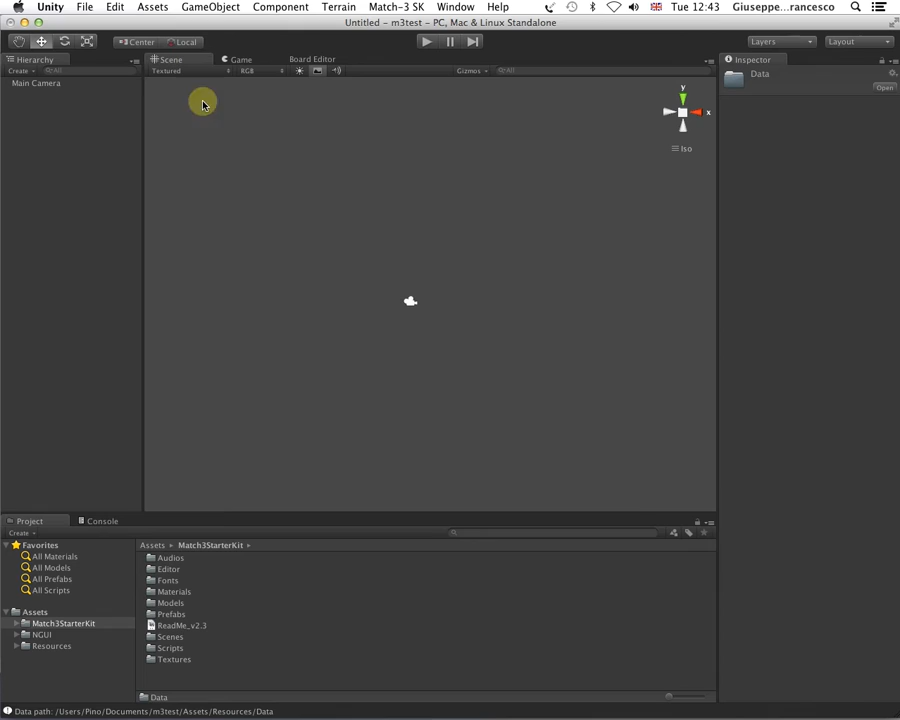 Unity File Edit Assets GameObject Component Terrain Match-3 SK Window Help Tue 12:43 Giuseppe...rancesco
Untitled - m3test - PC, Mac & Linux Standalone
Center Local Layers Layout
Hierarchy Scene Game Board Editor Inspector
Create All Textured RGB Gizmos All Data
Main Camera Open
y
x
Iso
Project Console
Create
Favorites
All Materials
All Models
All Prefabs
All Scripts
Assets
Match3StarterKit
NGUI
Resources
Assets Match3StarterKit
Audios
Editor
Fonts
Materials
Models
Prefabs
ReadMe_v2.3
Scenes
Scripts
Textures
Data
Data path: /Users/Pino/Documents/m3test/Assets/Resources/Data